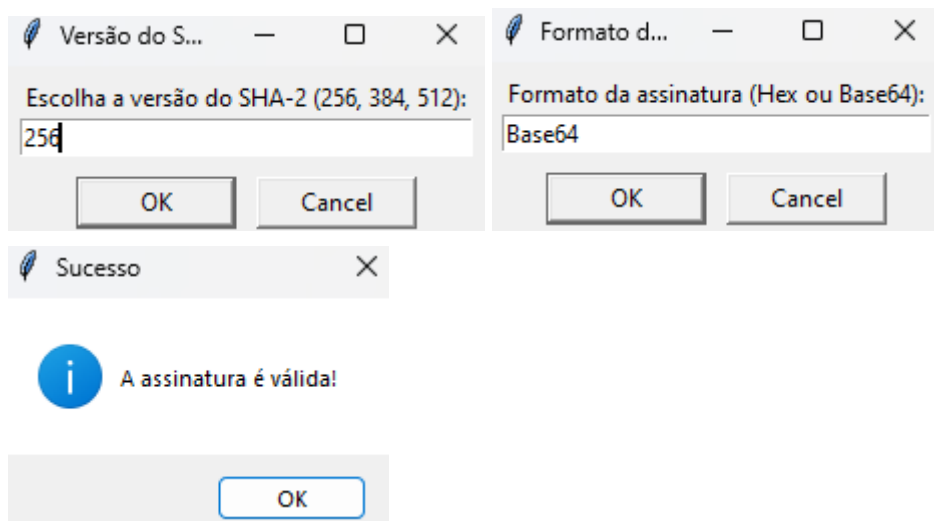 Versão do S...
Escolha a versão do SHA-2 (256, 384, 512):
256
OK
Cancel
Formato d...
Formato da assinatura (Hex ou Base64):
Base64
OK
Cancel
Sucesso
A assinatura é válida!
OK